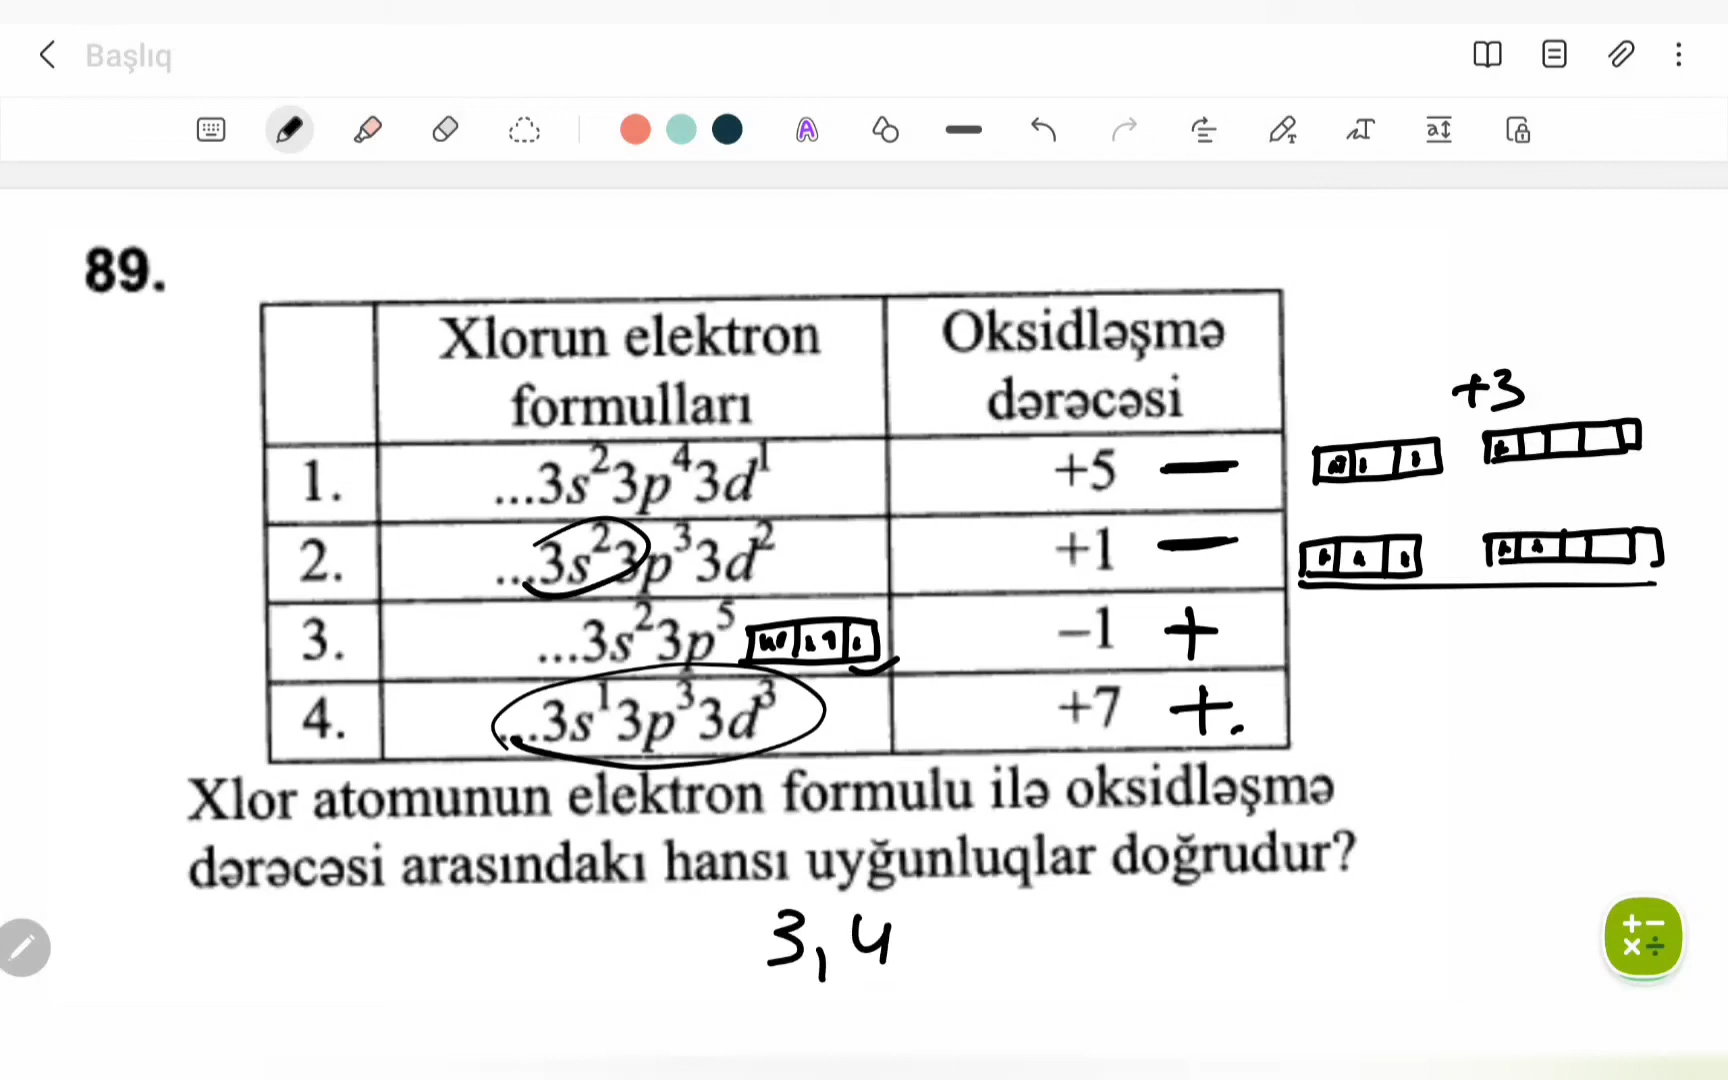 Başlıq
89.
Xlorun elektron formulları
Oksidləşmə dərəcəsi
1. ...3s²3p⁴3d¹ +5 —
+3
2. ...3s²3p³3d² +1 —
3. ...3s²3p⁵ –1 +
4. ...3s¹3p³3d³ +7 +.
Xlor atomunun elektron formulu ilə oksidləşmə
dərəcəsi arasındakı hansı uyğunluqlar doğrudur?
3, 4